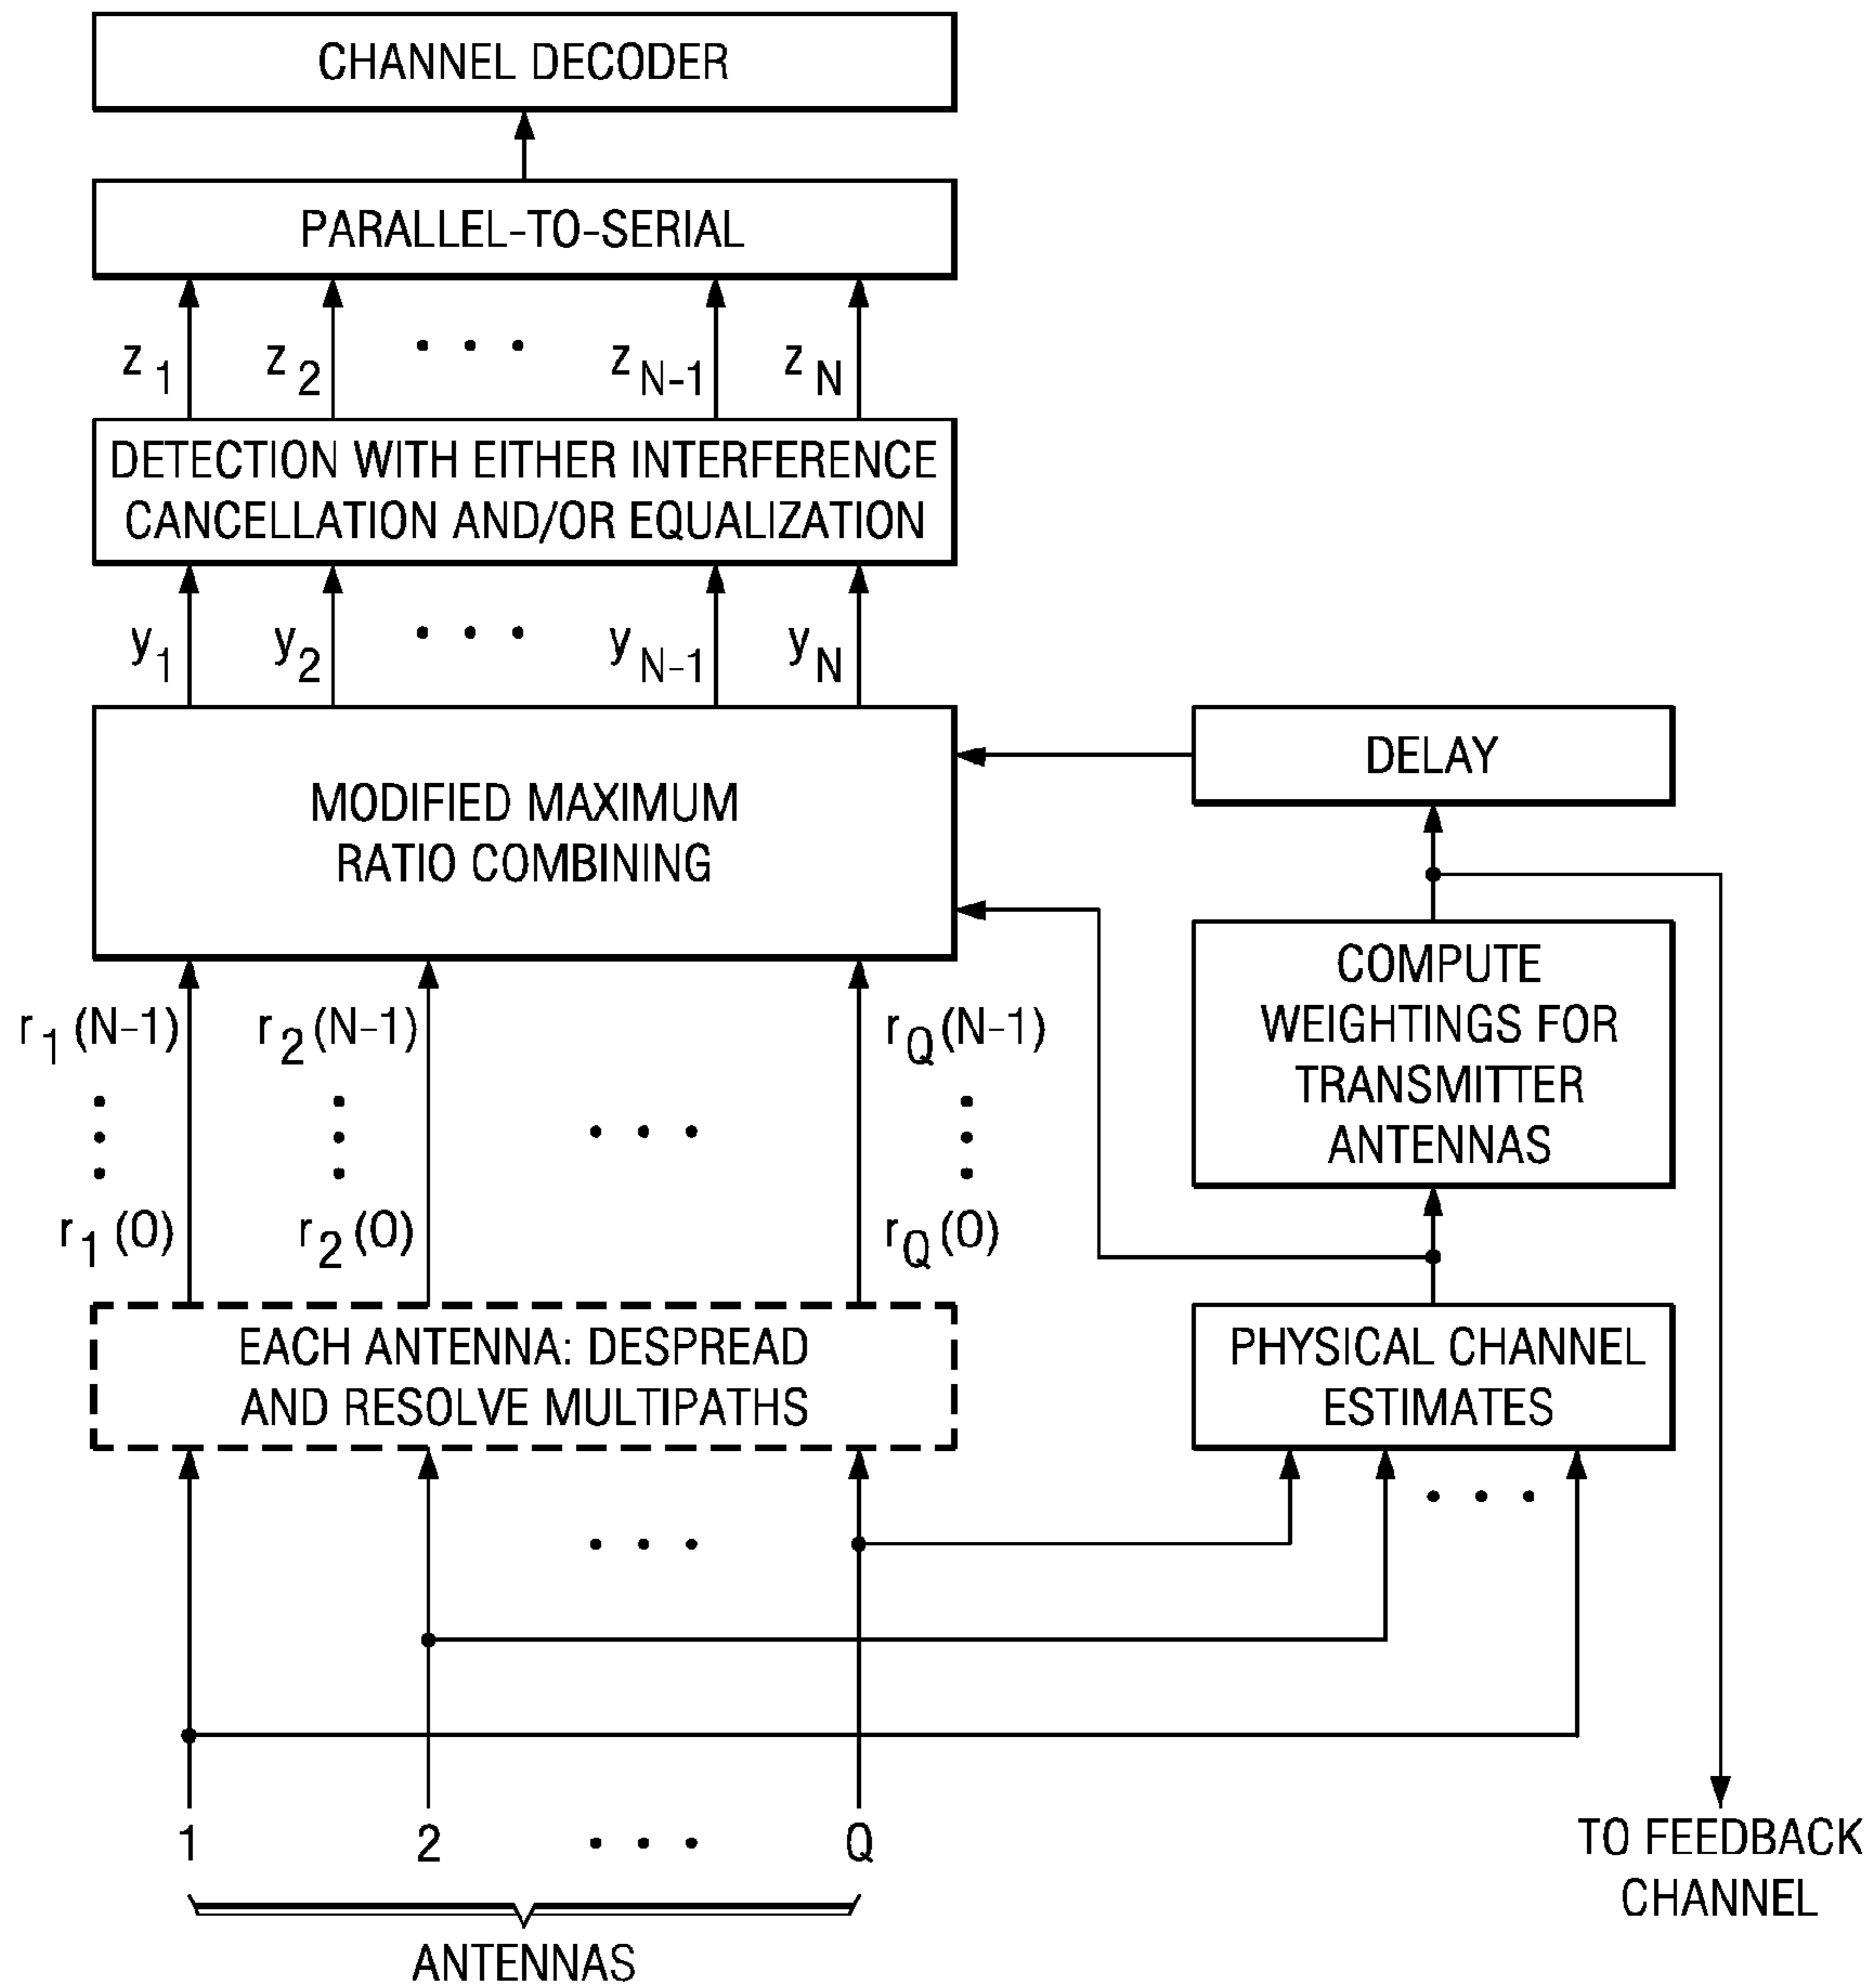 CHANNEL DECODER
PARALLEL-TO-SERIAL
z1 z2 • • • zN-1 zN
DETECTION WITH EITHER INTERFERENCE
CANCELLATION AND/OR EQUALIZATION
y1 y2 • • • yN-1 yN
MODIFIED MAXIMUM
RATIO COMBINING
DELAY
COMPUTE
WEIGHTINGS FOR
TRANSMITTER
ANTENNAS
r1(N-1) r2(N-1) rQ(N-1)
• • •
r1(0) r2(0) rQ(0)
EACH ANTENNA: DESPREAD
AND RESOLVE MULTIPATHS
PHYSICAL CHANNEL
ESTIMATES
• • •
1 2 • • • Q
ANTENNAS
TO FEEDBACK
CHANNEL